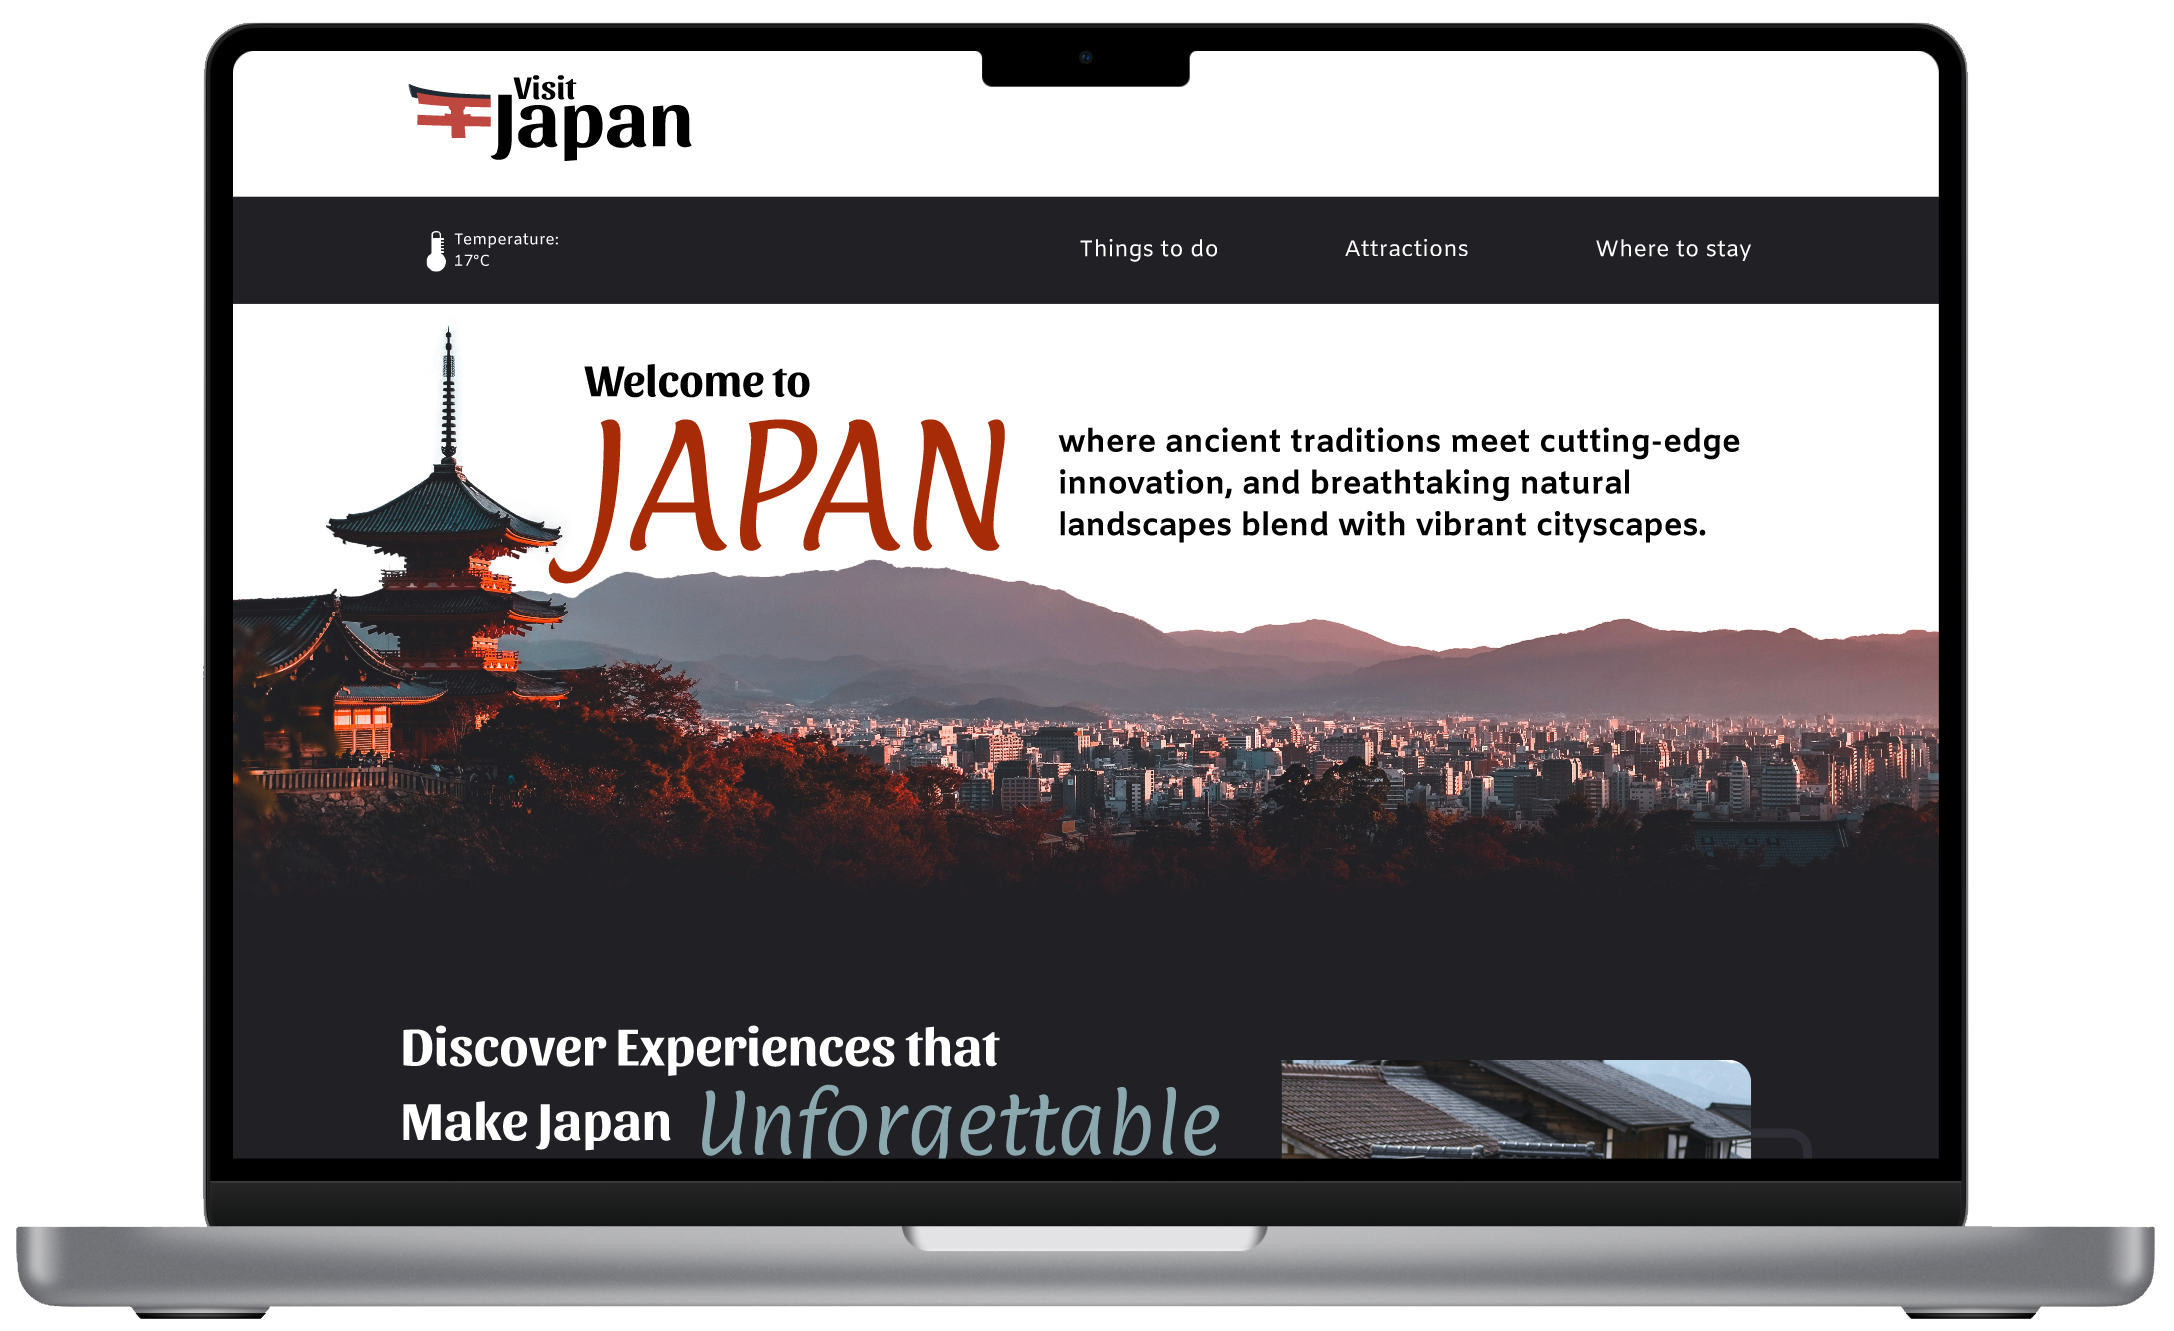 Visit
Japan
Temperature:
17°C
Things to do
Attractions
Where to stay
Welcome to
JAPAN
where ancient traditions meet cutting-edge
innovation, and breathtaking natural
landscapes blend with vibrant cityscapes.
Discover Experiences that
Make Japan Unforgettable